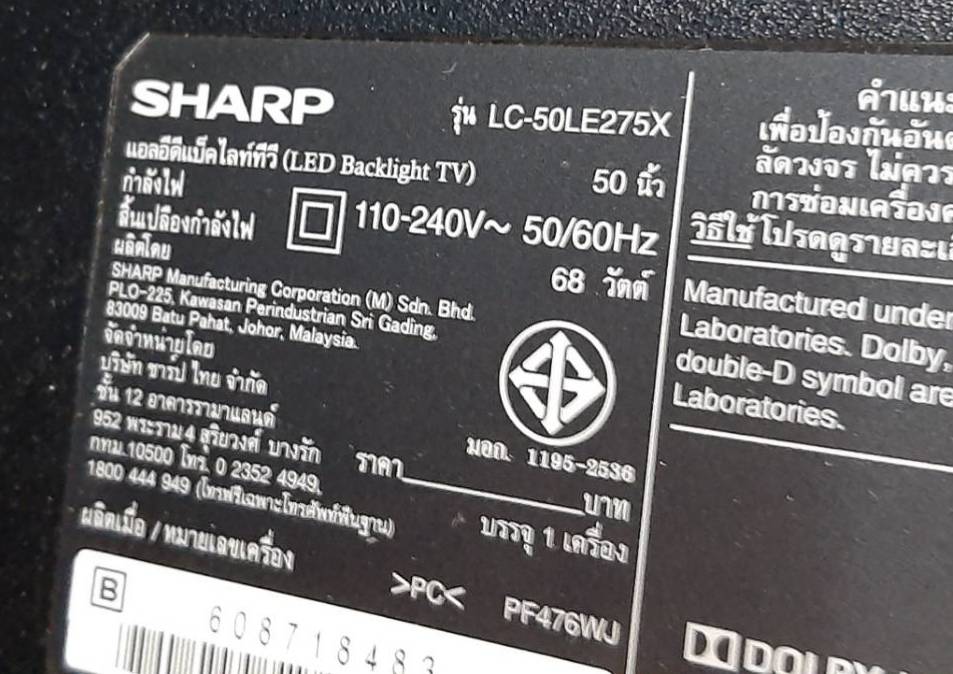 SHARP
รุ่น LC-50LE275X
แอลอีดีแบ็คไลท์ทีวี (LED Backlight TV)
50 นิ้ว
กำลังไฟ
110-240V~ 50/60Hz
สิ้นเปลืองกำลังไฟ
68 วัตต์
ผลิตโดย
SHARP Manufacturing Corporation (M) Sdn. Bhd.
PLO-225, Kawasan Perindustrian Sri Gading,
83009 Batu Pahat, Johor, Malaysia.
จัดจำหน่ายโดย
บริษัท ชาร์ป ไทย จำกัด
ชั้น 12 อาคารรามาแลนด์
952 พระราม 4 สุริยวงศ์ บางรัก
กทม.10500 โทร. 0 2352 4949,
1800 444 949 (โทรฟรีเฉพาะโทรศัพท์พื้นฐาน)
มอก. 1195-2536
ราคา บาท
บรรจุ 1 เครื่อง
ผลิตเมื่อ / หมายเลขเครื่อง
>PC<
PF476WJ
B
608718483
คำแนะ
เพื่อป้องกันอันต
ลัดวงจร ไม่ควร
การซ่อมเครื่อง
วิธีใช้ โปรดดูรายละเอ
Manufactured under
Laboratories. Dolby,
double-D symbol are
Laboratories.
DOLBY